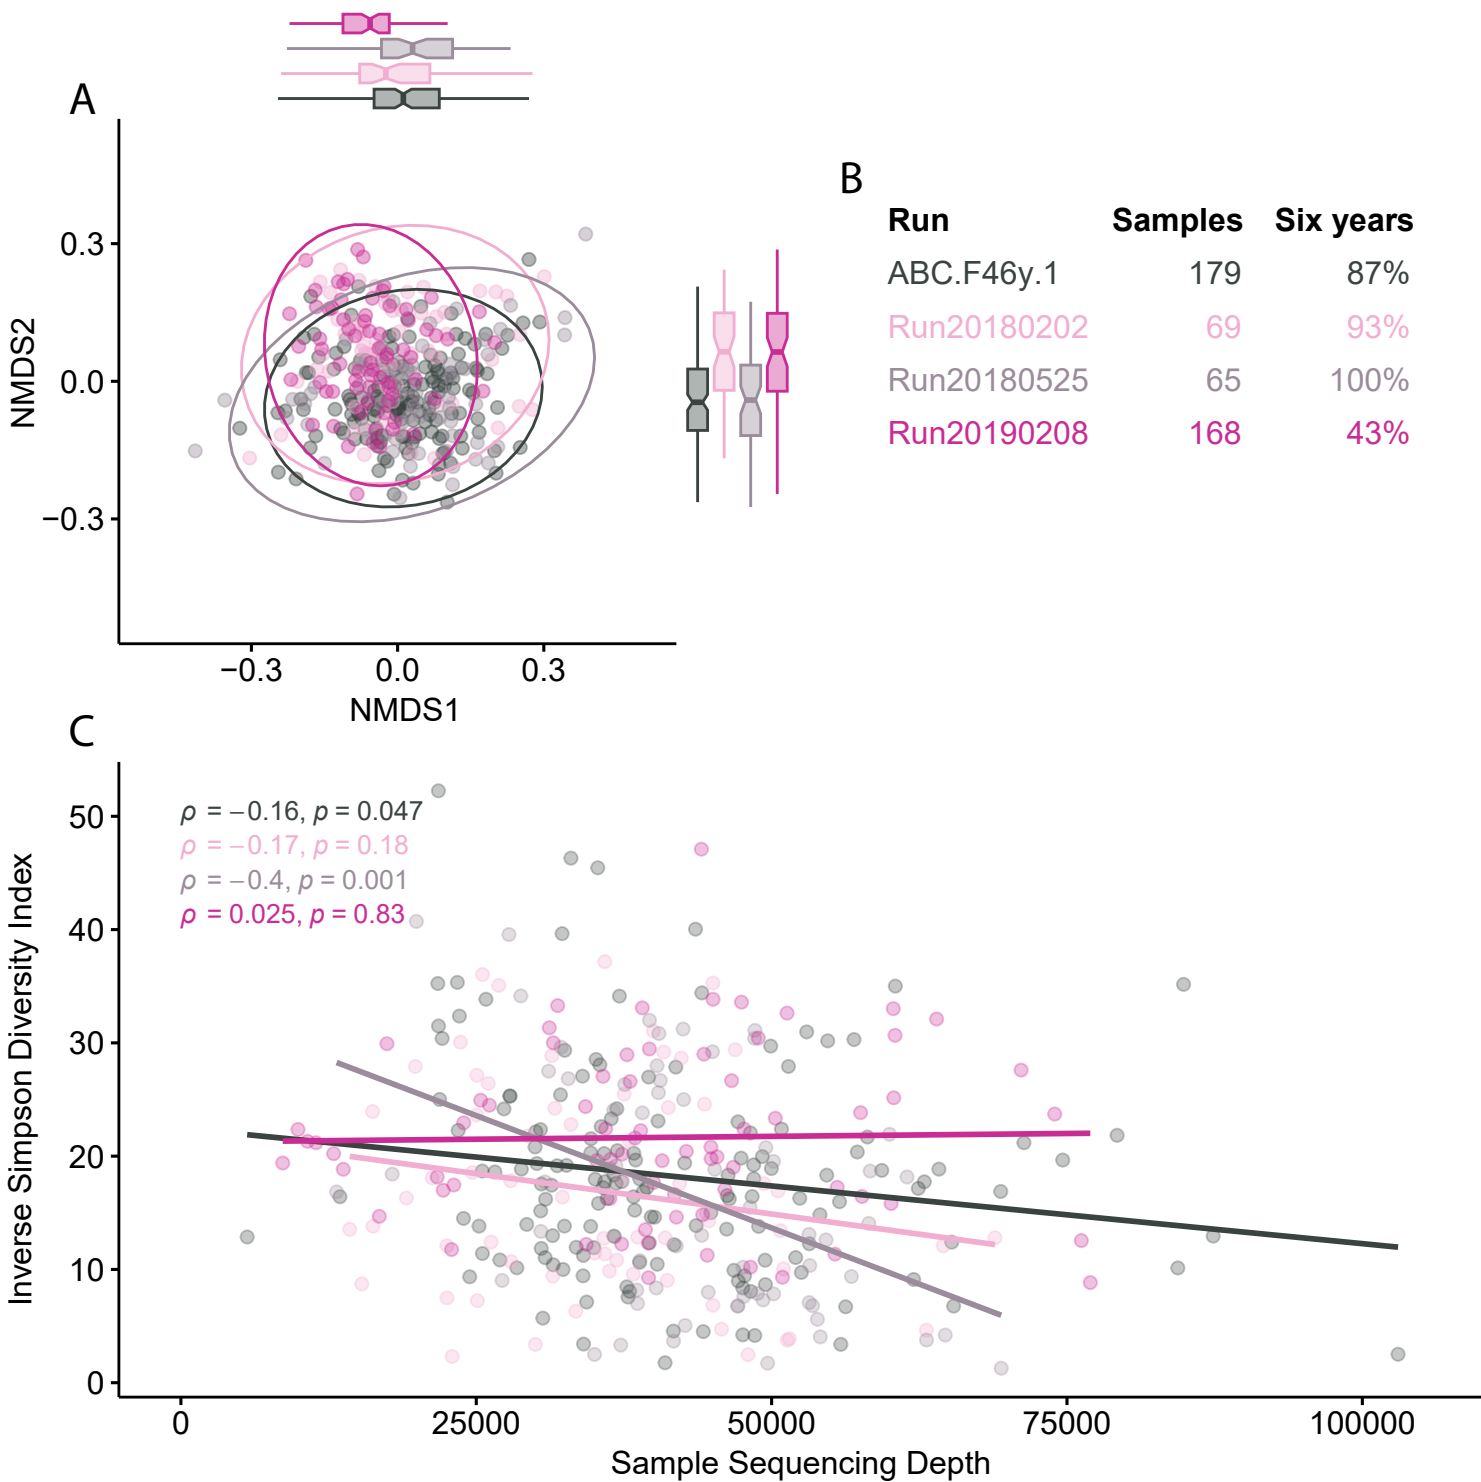 A
0.3
0.0
−0.3
NMDS2
−0.3 0.0 0.3
NMDS1
B
Run Samples Six years
ABC.F46y.1 179 87%
Run20180202 69 93%
Run20180525 65 100%
Run20190208 168 43%
C
ρ = −0.16, p = 0.047
ρ = −0.17, p = 0.18
ρ = −0.4, p = 0.001
ρ = 0.025, p = 0.83
50
40
30
20
10
0
Inverse Simpson Diversity Index
0 25000 50000 75000 100000
Sample Sequencing Depth